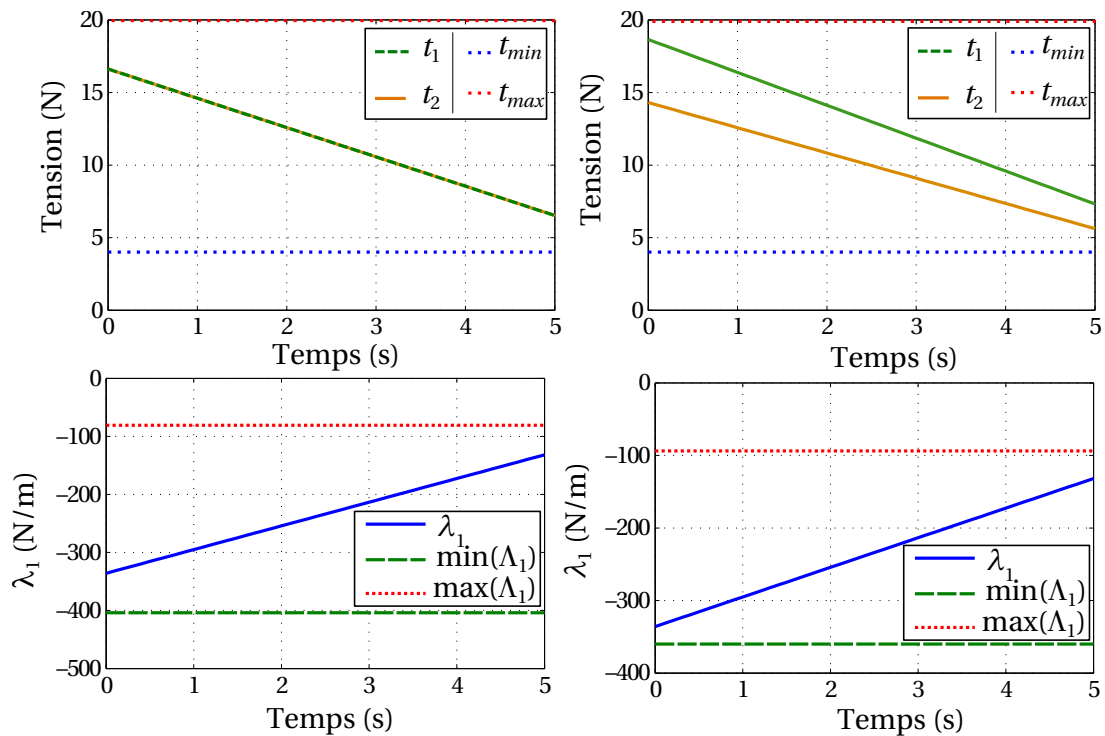 20
15
10
5
0
Tension (N)
t1 tmin
t2 tmax
0 1 2 3 4 5
Temps (s)
20
15
10
5
0
Tension (N)
t1 tmin
t2 tmax
0 1 2 3 4 5
Temps (s)
0
−100
−200
−300
−400
−500
λ1 (N/m)
λ1
min(Λ1)
max(Λ1)
0 1 2 3 4 5
Temps (s)
0
−100
−200
−300
−400
λ1 (N/m)
λ1
min(Λ1)
max(Λ1)
0 1 2 3 4 5
Temps (s)